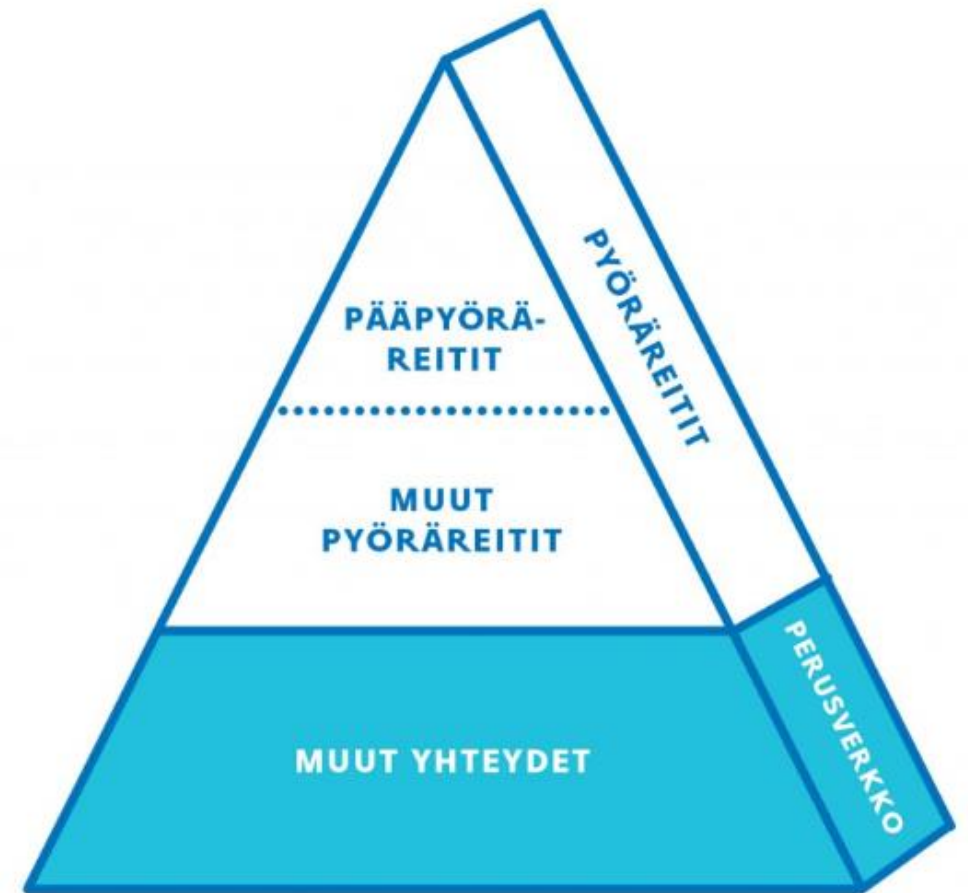 PÄÄPYÖRÄ-
REITIT
MUUT
PYÖRÄREITIT
MUUT YHTEYDET
PYÖRÄREITIT
PERUSVERKKO